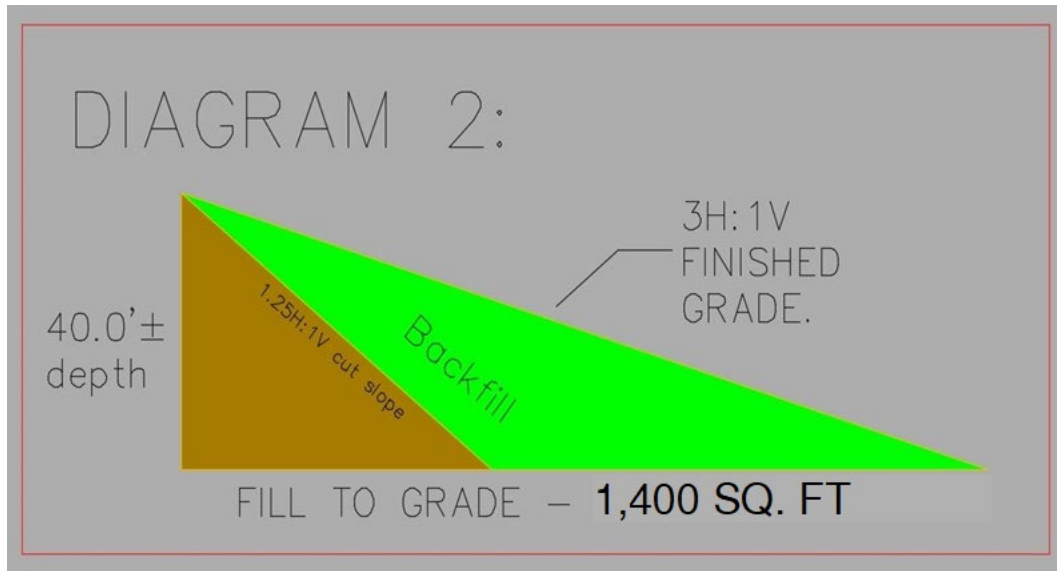 DIAGRAM 2:
3H:1V
FINISHED
GRADE.
40.0'±
depth
1.25H:1V cut slope
Backfill
FILL TO GRADE – 1,400 SQ. FT